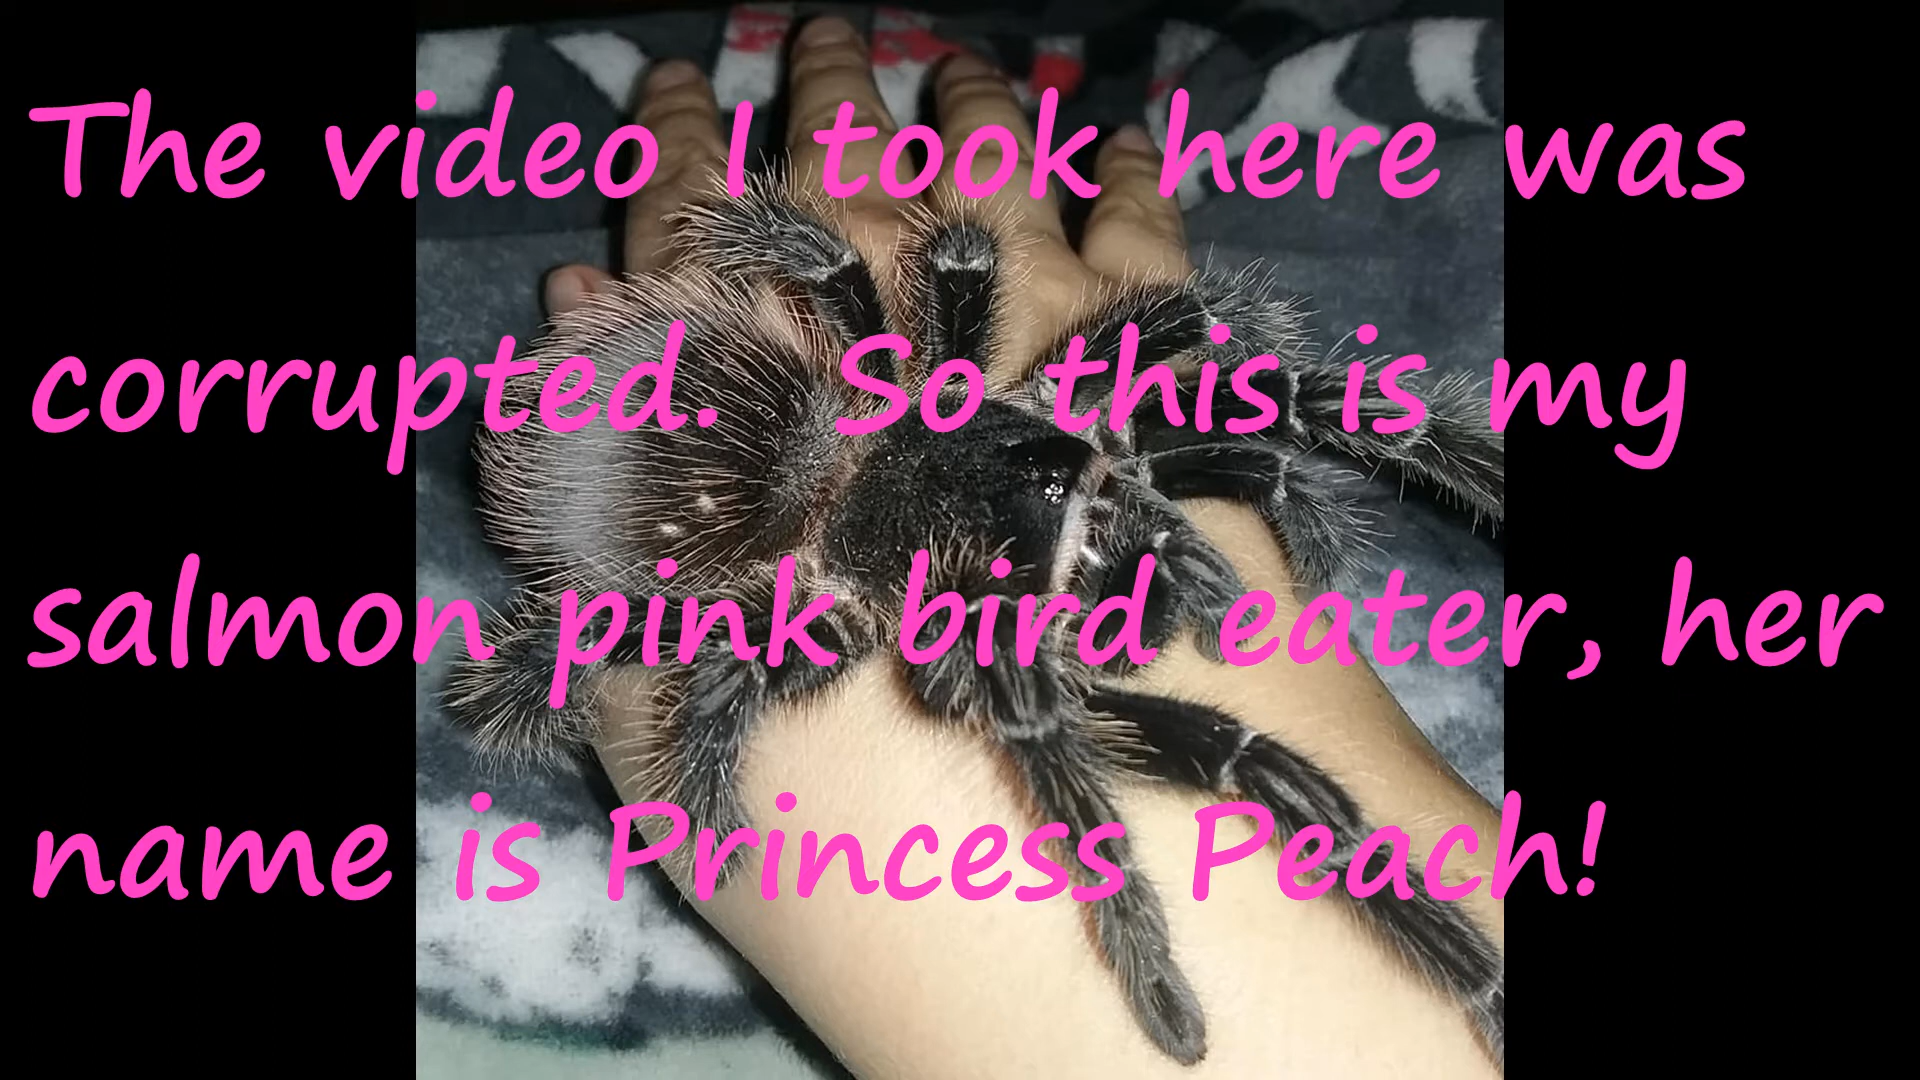 The video I took here was
corrupted.  So this is my
salmon pink bird eater, her
name is Princess Peach!